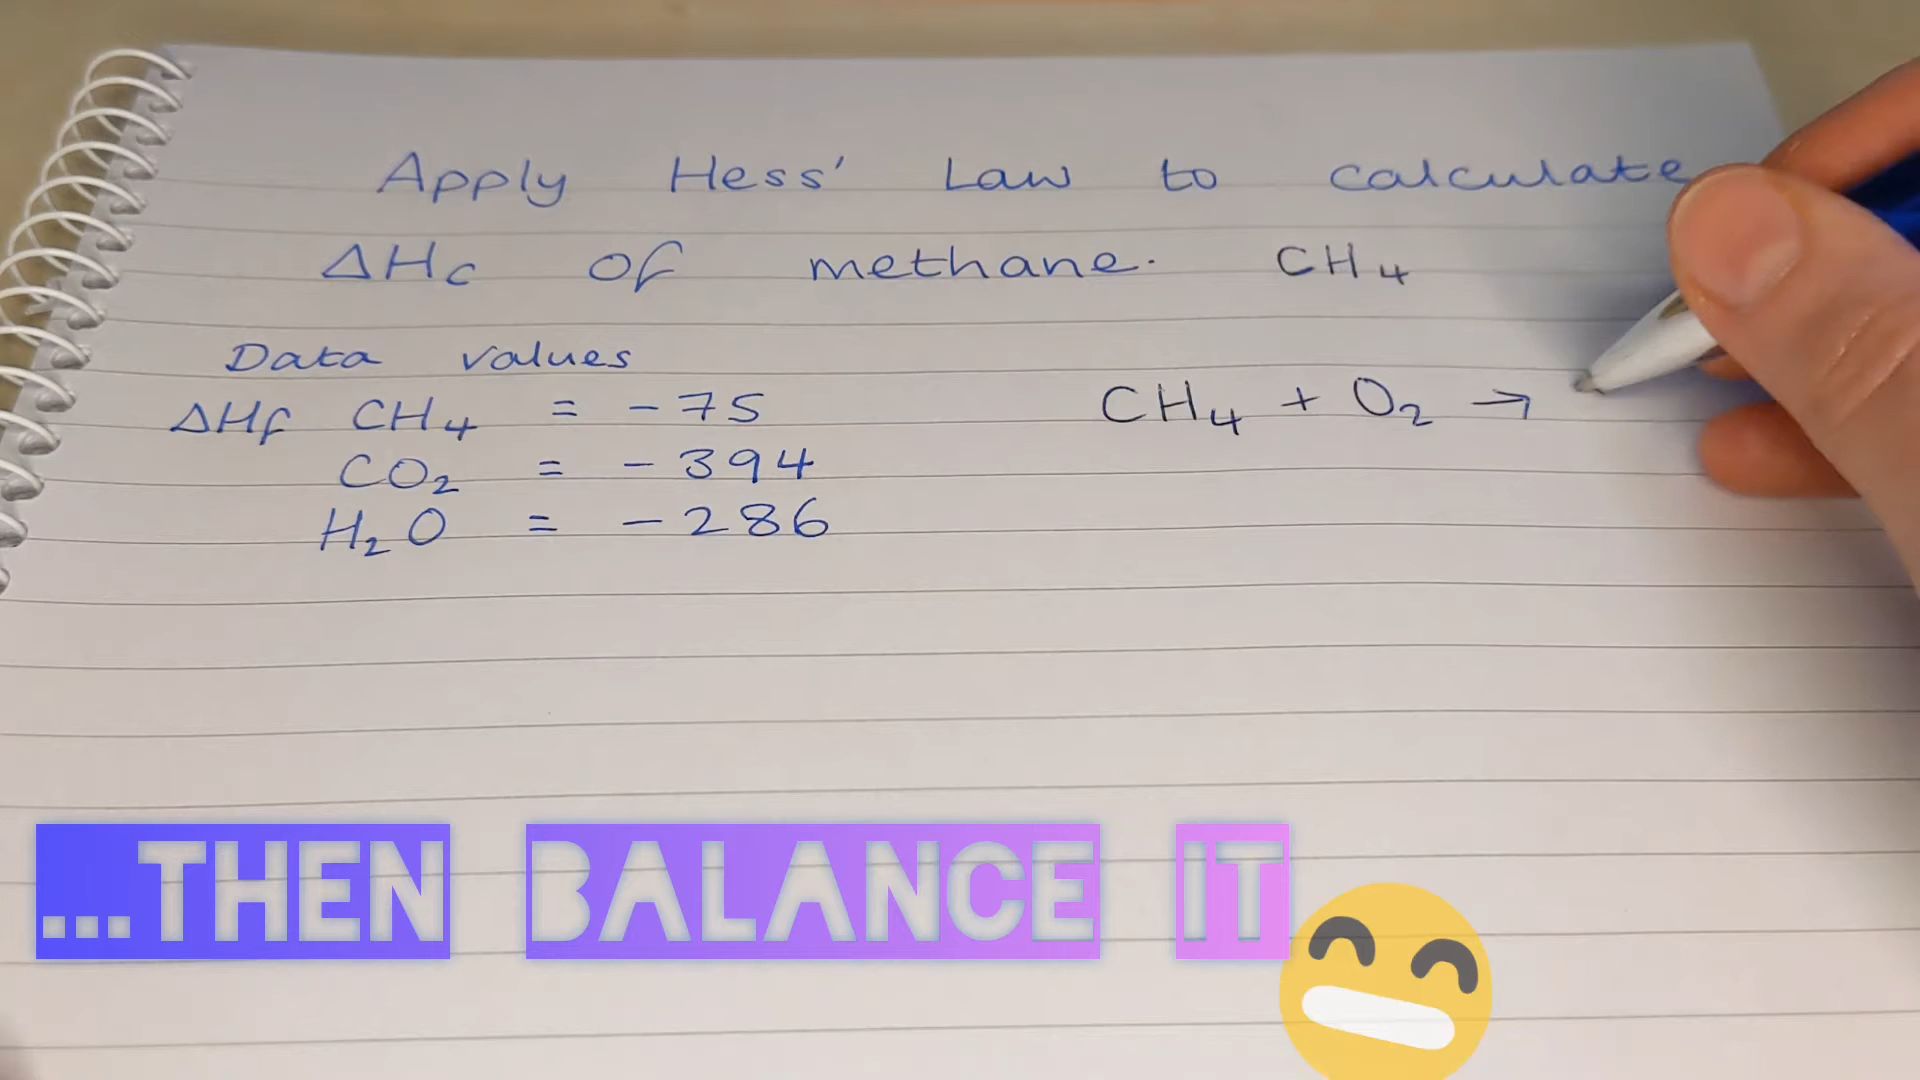 Apply Hess' Law to calculate
ΔHc of methane. CH4
Data values
ΔHf CH4 = -75
CO2 = -394
H2O = -286
CH4 + O2 →
...THEN BALANCE IT